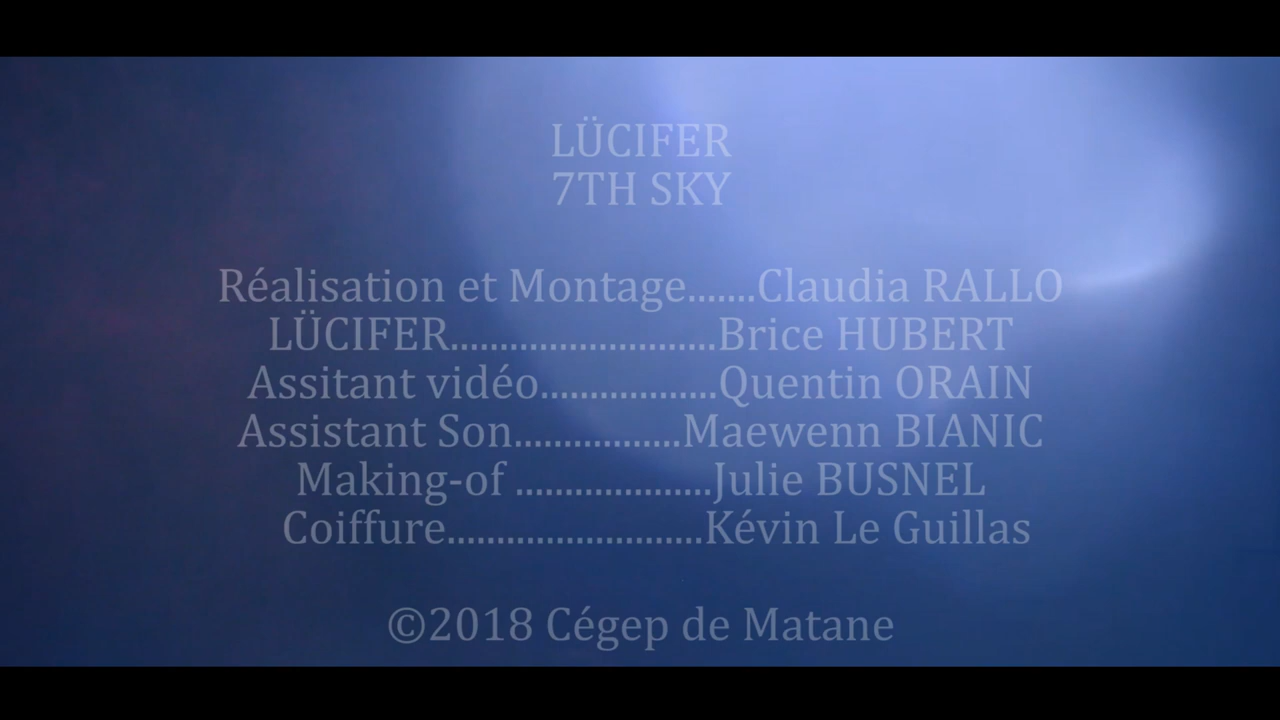 LÜCIFER
7TH SKY
Réalisation et Montage.......Claudia RALLO
LÜCIFER...........................Brice HUBERT
Assitant vidéo..................Quentin ORAIN
Assistant Son.................Maewenn BIANIC
Making-of ....................Julie BUSNEL
Coiffure..........................Kévin Le Guillas
©2018 Cégep de Matane